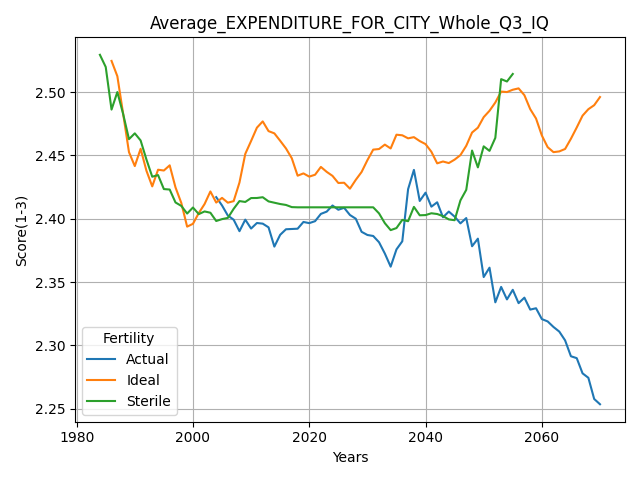 Average_EXPENDITURE_FOR_CITY_Whole_Q3_IQ
Score(1-3)
2.50
2.45
2.40
2.35
2.30
2.25
Fertility
Actual
Ideal
Sterile
1980 2000 2020 2040 2060
Years